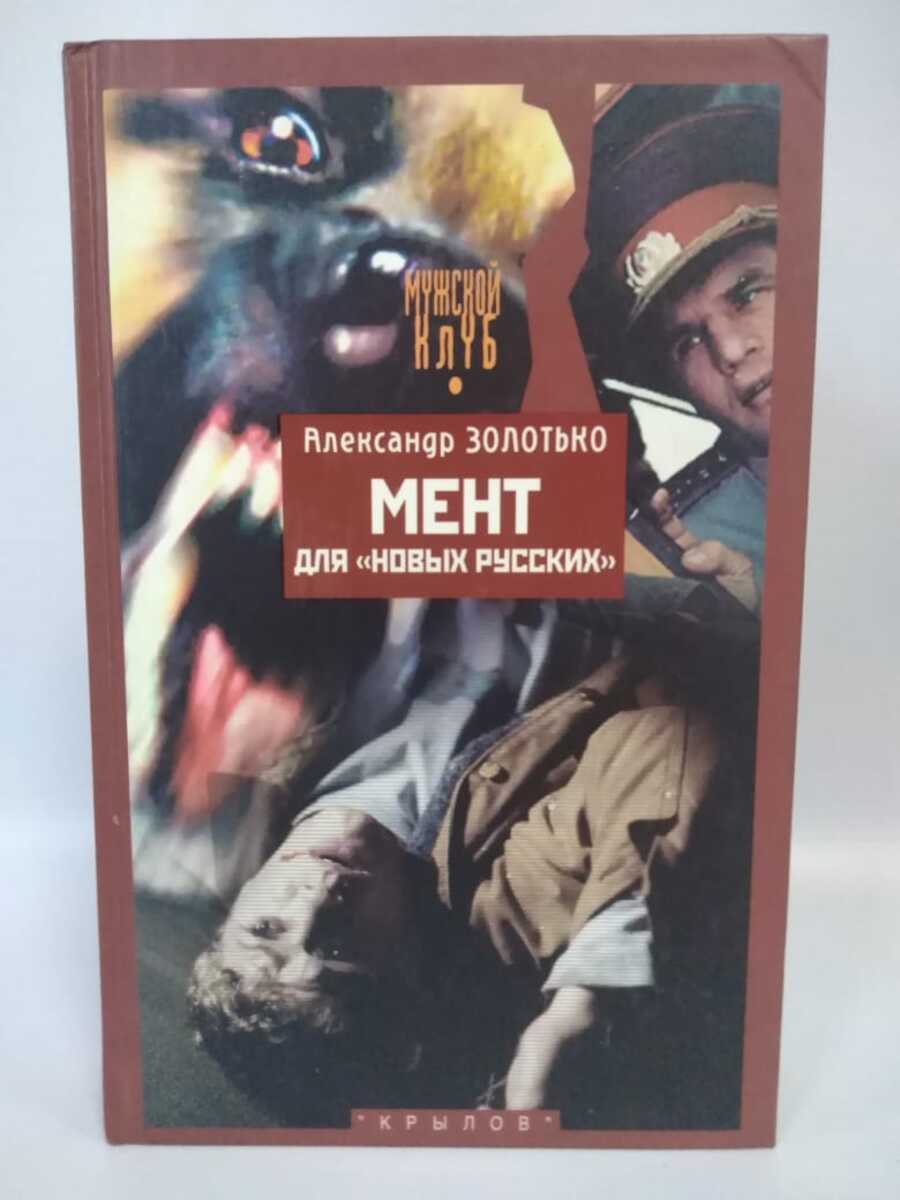 МУЖСКОЙ
КЛУБ
Александр ЗОЛОТЬКО
МЕНТ
ДЛЯ «НОВЫХ РУССКИХ»
"КРЫЛОВ"